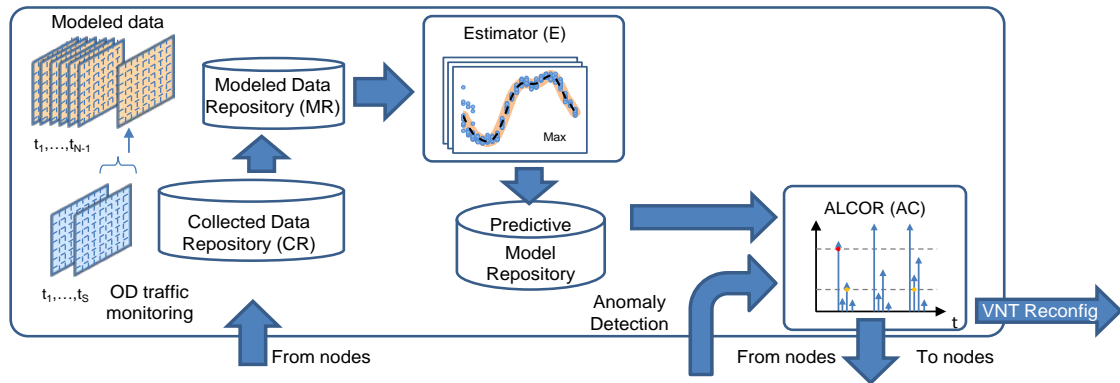 Modeled data
t1,…,tN-1
t1,…,tS
OD traffic
monitoring
Modeled Data
Repository (MR)
Collected Data
Repository (CR)
From nodes
Estimator (E)
Max
Predictive
Model
Repository
Anomaly
Detection
From nodes
ALCOR (AC)
t
To nodes
VNT Reconfig